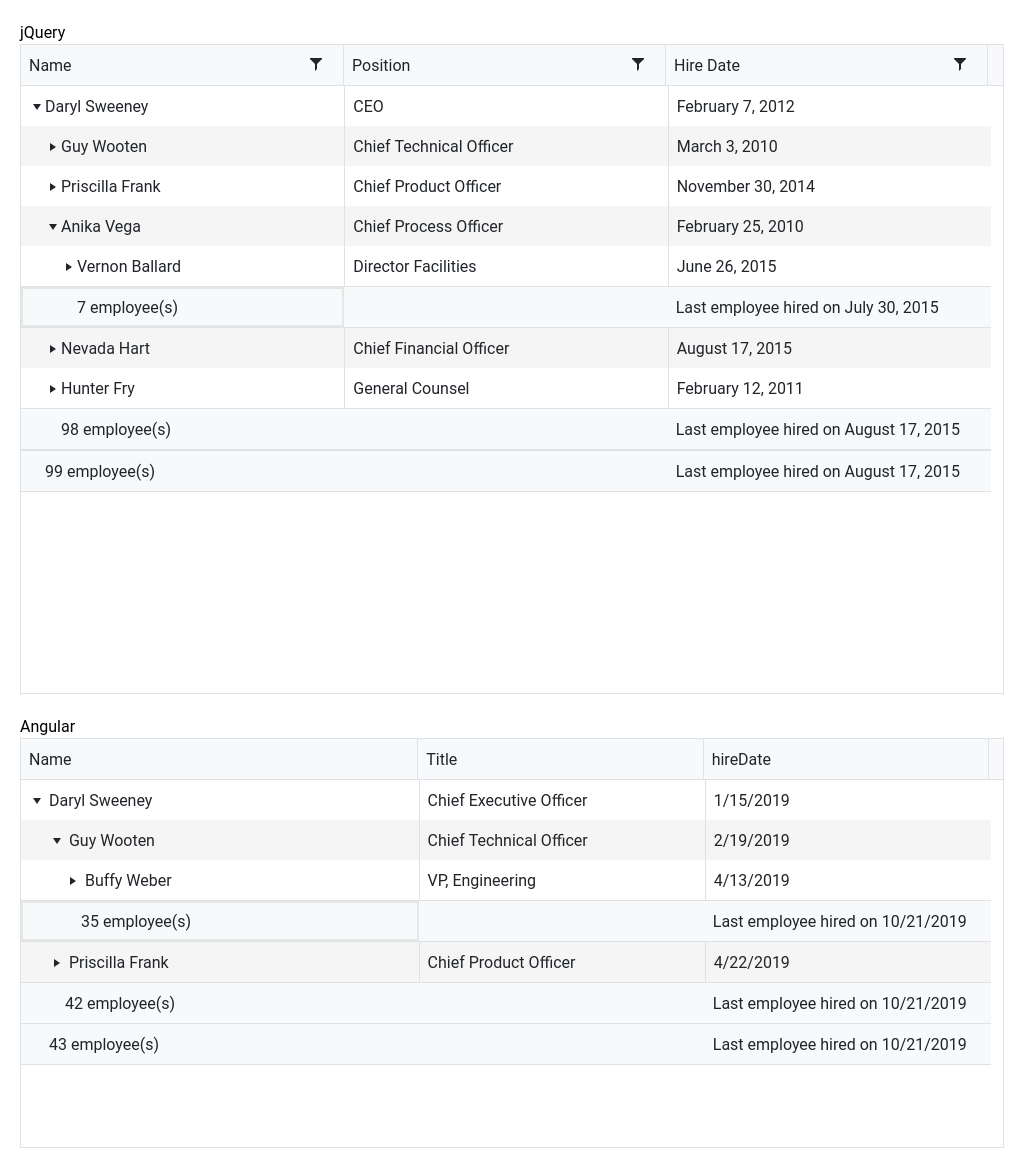 jQuery
Name Position Hire Date
Daryl Sweeney CEO February 7, 2012
Guy Wooten Chief Technical Officer March 3, 2010
Priscilla Frank Chief Product Officer November 30, 2014
Anika Vega Chief Process Officer February 25, 2010
Vernon Ballard Director Facilities June 26, 2015
7 employee(s) Last employee hired on July 30, 2015
Nevada Hart Chief Financial Officer August 17, 2015
Hunter Fry General Counsel February 12, 2011
98 employee(s) Last employee hired on August 17, 2015
99 employee(s) Last employee hired on August 17, 2015
Angular
Name Title hireDate
Daryl Sweeney Chief Executive Officer 1/15/2019
Guy Wooten Chief Technical Officer 2/19/2019
Buffy Weber VP, Engineering 4/13/2019
35 employee(s) Last employee hired on 10/21/2019
Priscilla Frank Chief Product Officer 4/22/2019
42 employee(s) Last employee hired on 10/21/2019
43 employee(s) Last employee hired on 10/21/2019